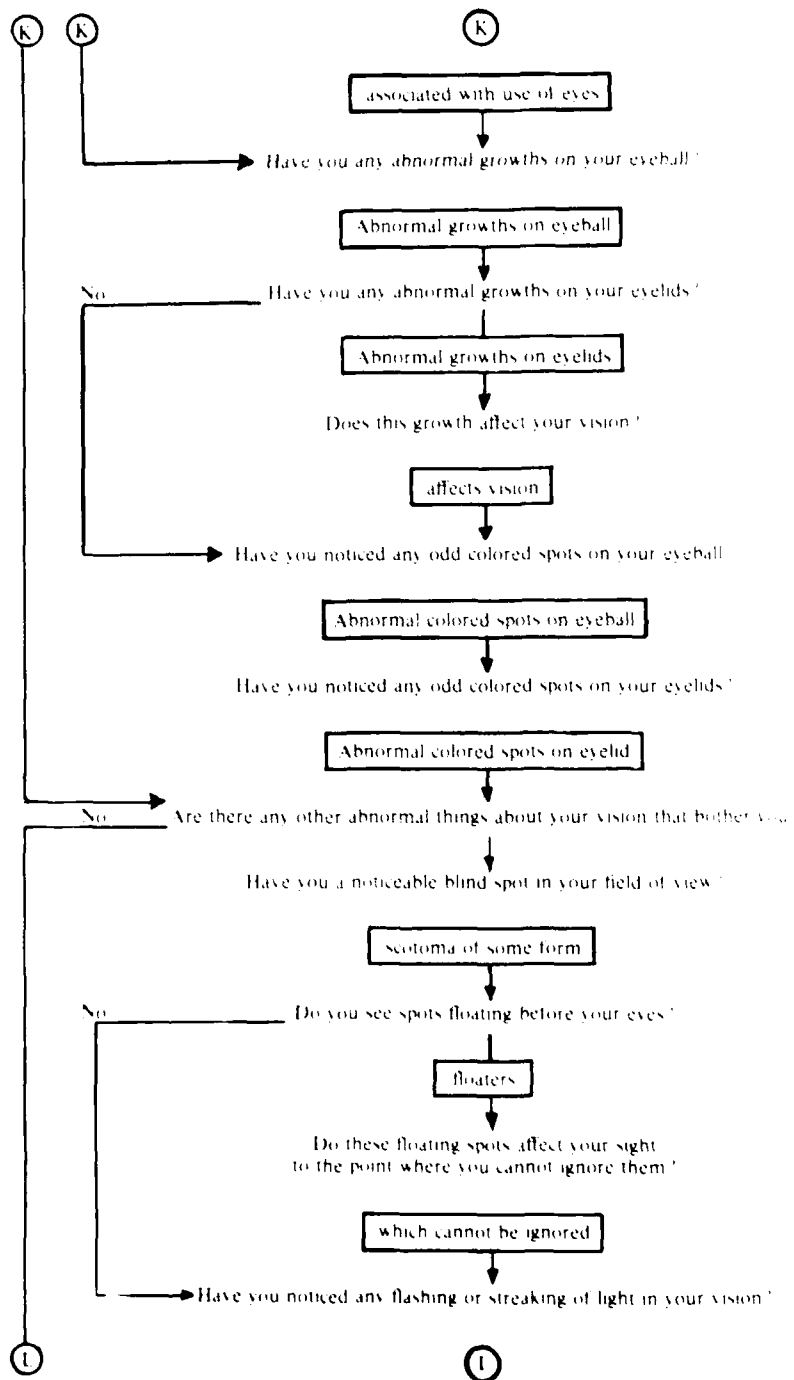 K K K
associated with use of eyes
Have you any abnormal growths on your eyeball?
Abnormal growths on eyeball
No Have you any abnormal growths on your eyelids?
Abnormal growths on eyelids
Does this growth affect your vision?
affects vision
Have you noticed any odd colored spots on your eyeball
Abnormal colored spots on eyeball
Have you noticed any odd colored spots on your eyelids?
Abnormal colored spots on eyelid
No Are there any other abnormal things about your vision that bother you
Have you a noticeable blind spot in your field of view?
scotoma of some form
No Do you see spots floating before your eyes?
floaters
Do these floating spots affect your sight
to the point where you cannot ignore them?
which cannot be ignored
Have you noticed any flashing or streaking of light in your vision?
L